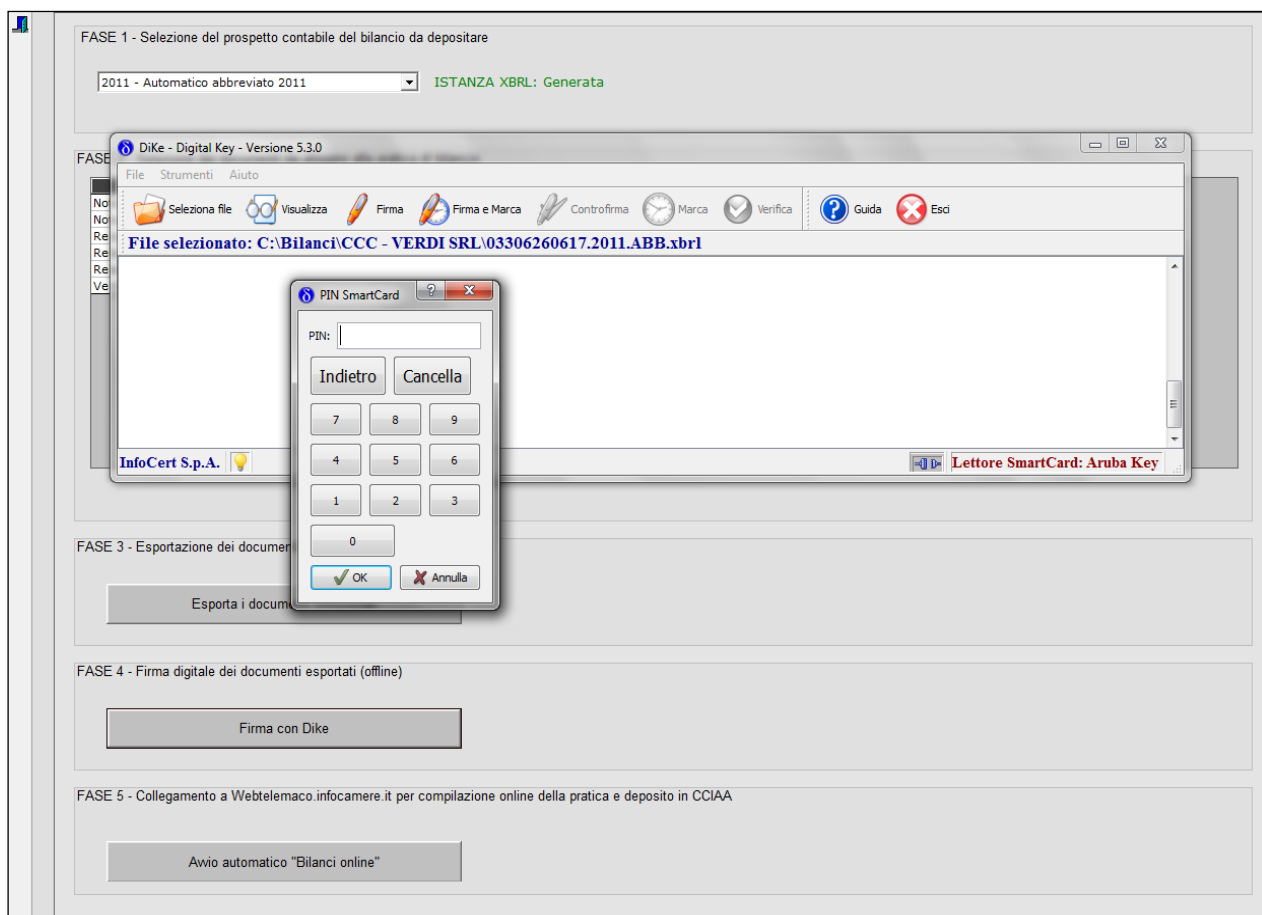 FASE 1 - Selezione del prospetto contabile del bilancio da depositare
2011 - Automatico abbreviato 2011
ISTANZA XBRL: Generata
DiKe - Digital Key - Versione 5.3.0
FASE
File Strumenti Aiuto
Seleziona file Visualizza Firma Firma e Marca Controfirma Marca Verifica Guida Esci
File selezionato: C:\Bilanci\CCC - VERDI SRL\03306260617.2011.ABB.xbrl
No
No
Re
Re
Re
Ve
PIN SmartCard
PIN:
Indietro Cancella
7 8 9
4 5 6
1 2 3
0
OK Annulla
InfoCert S.p.A.
Lettore SmartCard: Aruba Key
FASE 3 - Esportazione dei documen
Esporta i docum
FASE 4 - Firma digitale dei documenti esportati (offline)
Firma con Dike
FASE 5 - Collegamento a Webtelemaco.infocamere.it per compilazione online della pratica e deposito in CCIAA
Avvio automatico "Bilanci online"